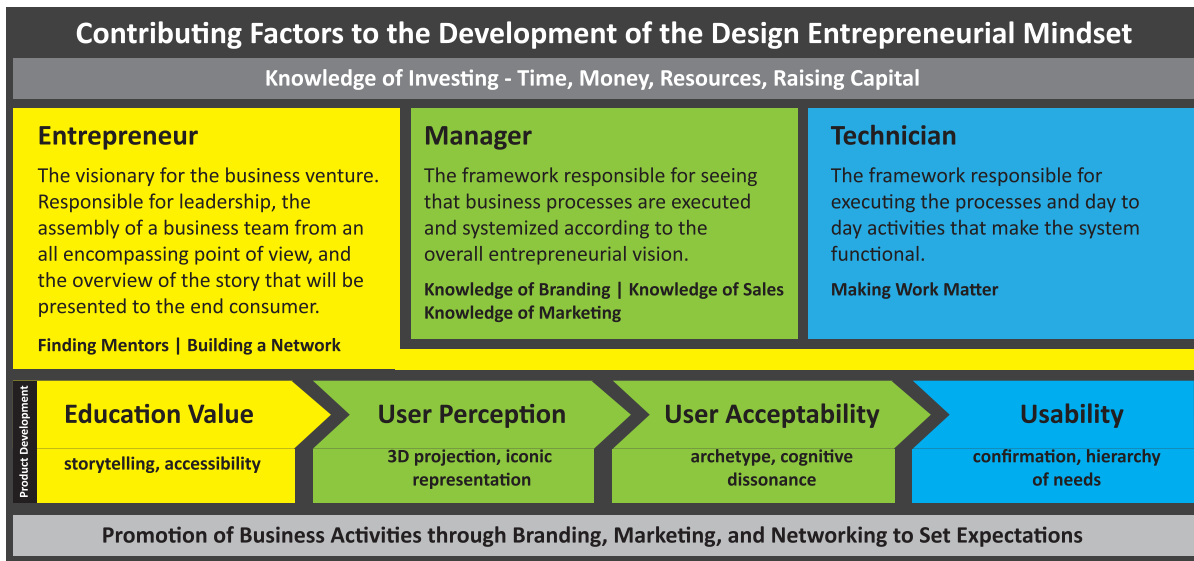 Contributing Factors to the Development of the Design Entrepreneurial Mindset
Knowledge of Investing - Time, Money, Resources, Raising Capital
Entrepreneur
The visionary for the business venture.
Responsible for leadership, the
assembly of a business team from an
all encompassing point of view, and
the overview of the story that will be
presented to the end consumer.
Finding Mentors | Building a Network
Manager
The framework responsible for seeing
that business processes are executed
and systemized according to the
overall entrepreneurial vision.
Knowledge of Branding | Knowledge of Sales
Knowledge of Marketing
Technician
The framework responsible for
executing the processes and day to
day activities that make the system
functional.
Making Work Matter
Product Development
Education Value
storytelling, accessibility
User Perception
3D projection, iconic
representation
User Acceptability
archetype, cognitive
dissonance
Usability
confirmation, hierarchy
of needs
Promotion of Business Activities through Branding, Marketing, and Networking to Set Expectations